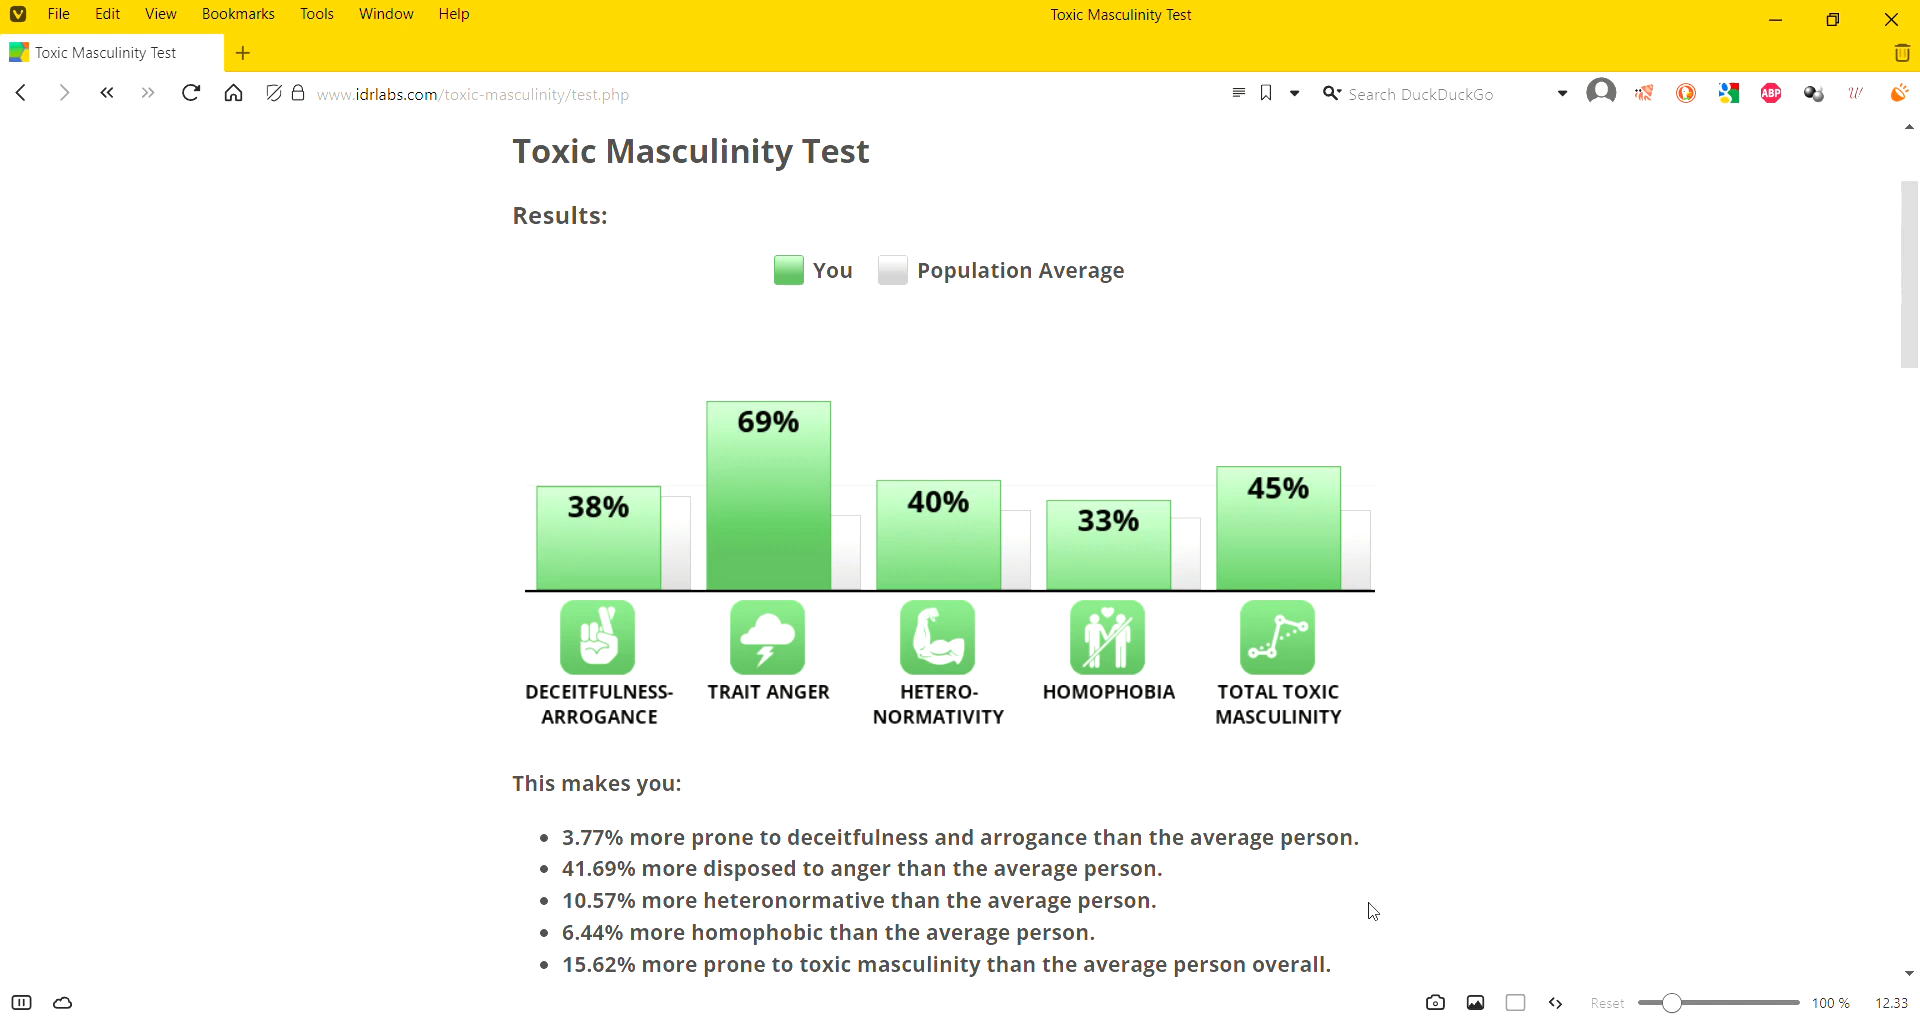 File Edit View Bookmarks Tools Window Help
Toxic Masculinity Test
Toxic Masculinity Test
www.idrlabs.com/toxic-masculinity/test.php
Search DuckDuckGo
ABP
Toxic Masculinity Test
Results:
You
Population Average
38%
69%
40%
33%
45%
DECEITFULNESS-
ARROGANCE
TRAIT ANGER
HETERO-
NORMATIVITY
HOMOPHOBIA
TOTAL TOXIC
MASCULINITY
This makes you:
• 3.77% more prone to deceitfulness and arrogance than the average person.
• 41.69% more disposed to anger than the average person.
• 10.57% more heteronormative than the average person.
• 6.44% more homophobic than the average person.
• 15.62% more prone to toxic masculinity than the average person overall.
Reset
100 %
12.33